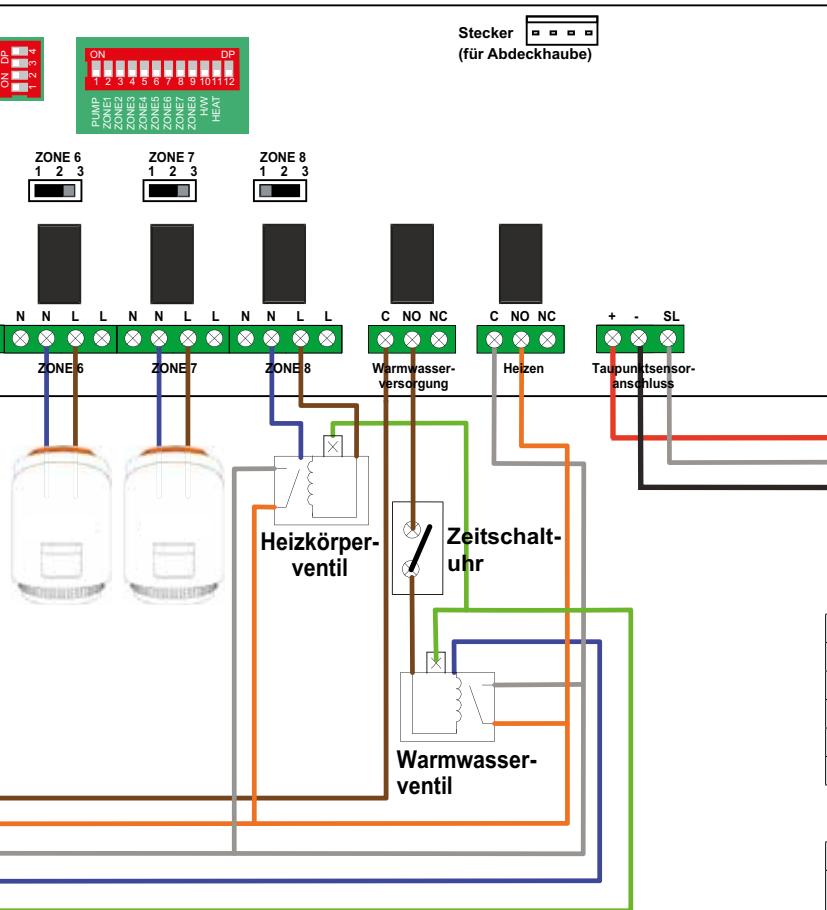 Stecker
(für Abdeckhaube)
ON DP
1 2 3 4
ON DP
1 2 3 4 5 6 7 8 9 10 11 12
PUMP
ZONE1
ZONE2
ZONE3
ZONE4
ZONE5
ZONE6
ZONE7
ZONE8
H/W
HEAT
ZONE 6 ZONE 7 ZONE 8
1 2 3 1 2 3 1 2 3
N N L L N N L L N N L L C NO NC C NO NC + - SL
ZONE 6 ZONE 7 ZONE 8 Warmwasser- Heizen Taupunktsensor-
versorgung anschluss
Heizkörper-
ventil
Zeitschalt-
uhr
Warmwasser-
ventil